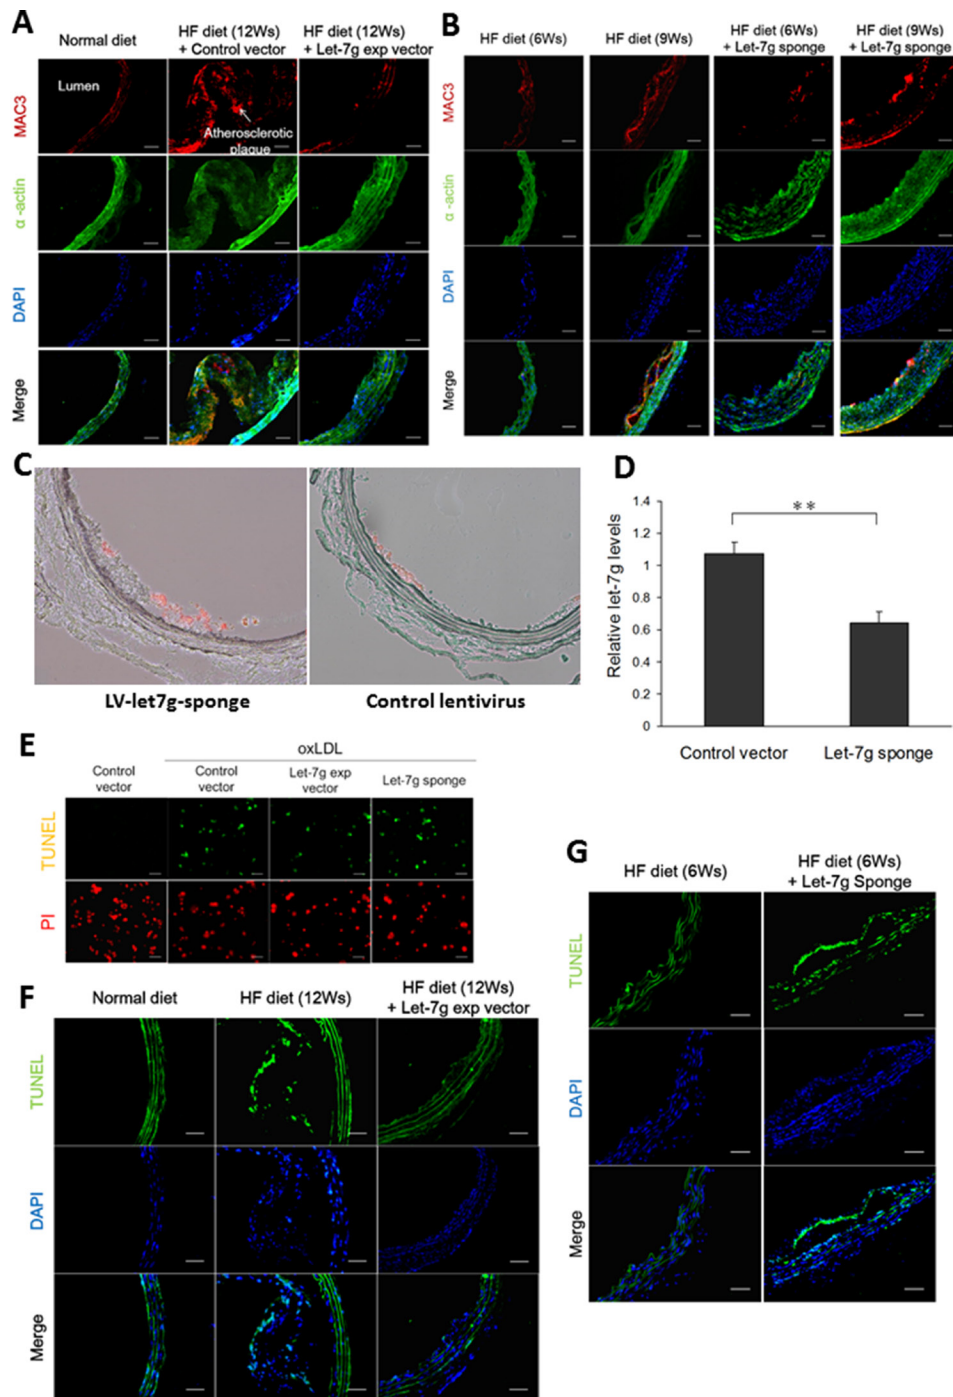 A
Normal diet
HF diet (12Ws)
+ Control vector
HF diet (12Ws)
+ Let-7g exp vector
MAC3
Lumen
Atherosclerotic
plaque
α -actin
DAPI
Merge
B
HF diet (6Ws)
HF diet (9Ws)
HF diet (6Ws)
+ Let-7g sponge
HF diet (9Ws)
+ Let-7g sponge
MAC3
α -actin
DAPI
Merge
C
LV-let7g-sponge
Control lentivirus
D
Relative let-7g levels
1.4
1.2
1
0.8
0.6
0.4
0.2
0
**
Control vector
Let-7g sponge
E
oxLDL
Control
vector
Control
vector
Let-7g exp
vector
Let-7g sponge
TUNEL
PI
F
Normal diet
HF diet (12Ws)
HF diet (12Ws)
+ Let-7g exp vector
TUNEL
DAPI
Merge
G
HF diet (6Ws)
HF diet (6Ws)
+ Let-7g Sponge
TUNEL
DAPI
Merge